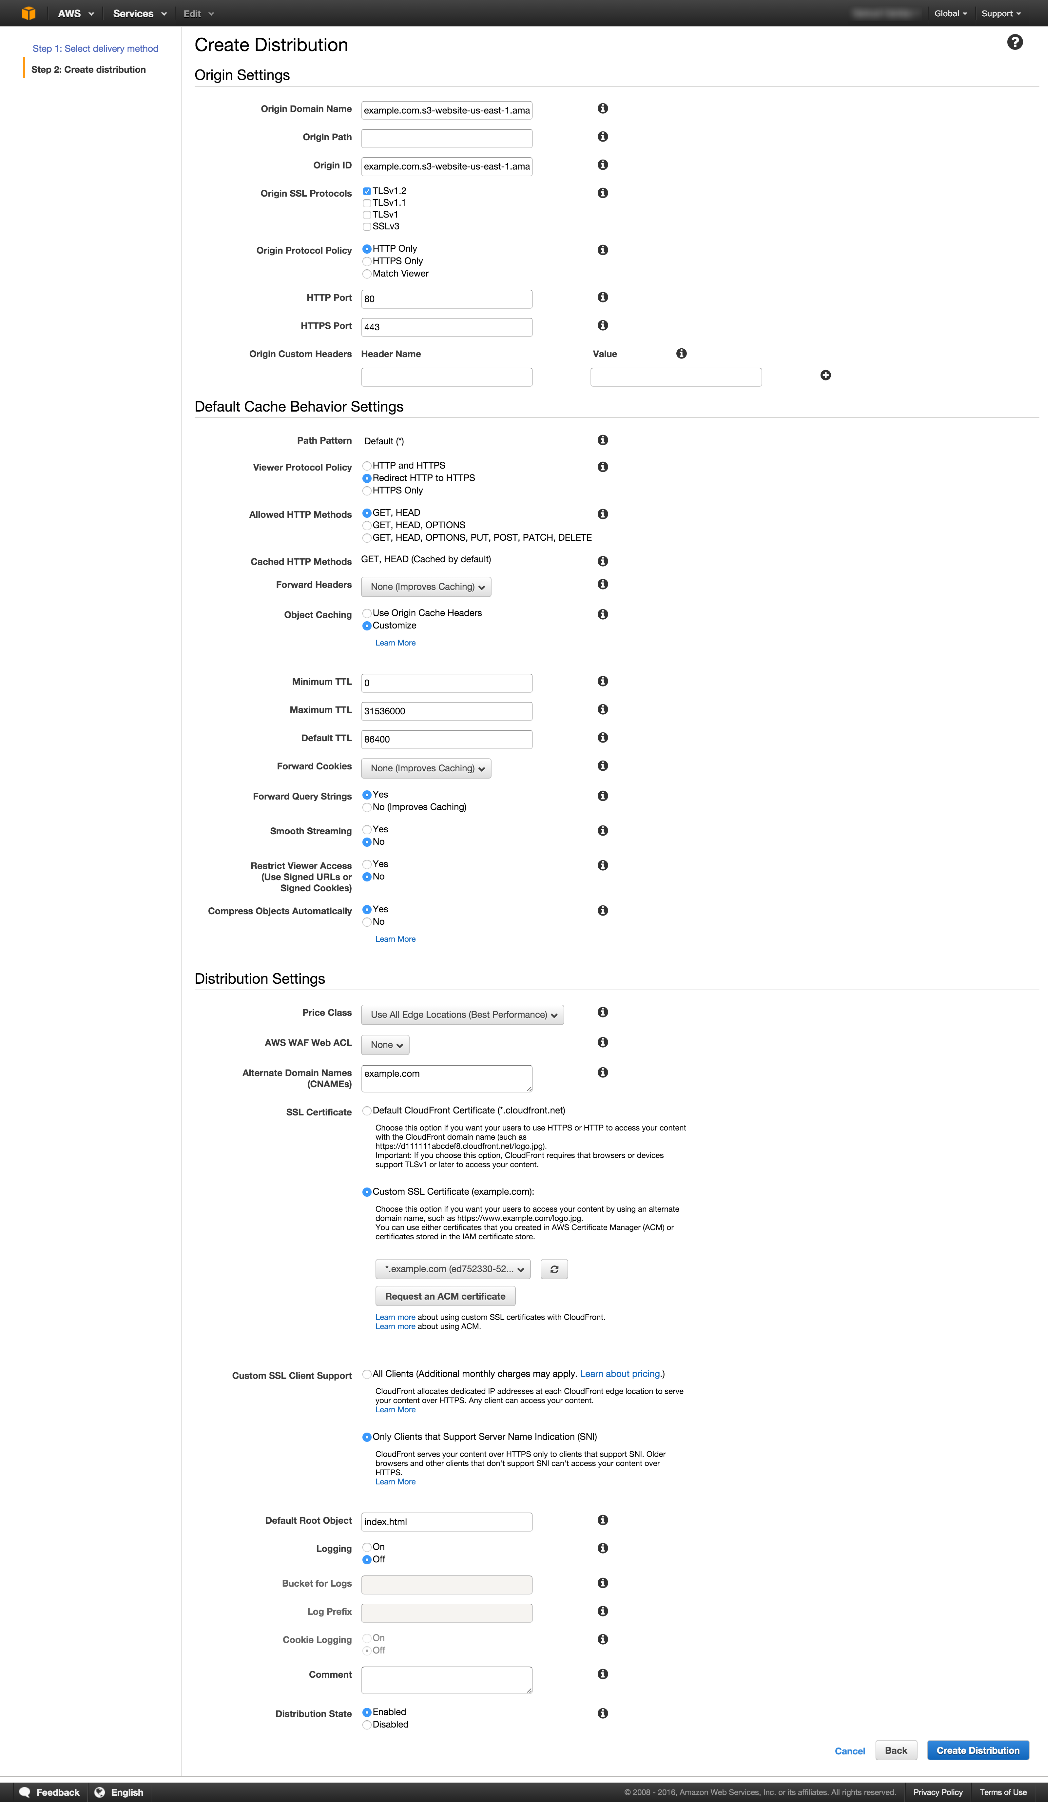 AWS Services Edit Global Support
Step 1: Select delivery method
Step 2: Create distribution
Create Distribution
Origin Settings
Origin Domain Name example.com.s3-website-us-east-1.ama
Origin Path
Origin ID example.com.s3-website-us-east-1.ama
Origin SSL Protocols TLSv1.2
TLSv1.1
TLSv1
SSLv3
Origin Protocol Policy HTTP Only
HTTPS Only
Match Viewer
HTTP Port 80
HTTPS Port 443
Origin Custom Headers Header Name Value
Default Cache Behavior Settings
Path Pattern Default (*)
Viewer Protocol Policy HTTP and HTTPS
Redirect HTTP to HTTPS
HTTPS Only
Allowed HTTP Methods GET, HEAD
GET, HEAD, OPTIONS
GET, HEAD, OPTIONS, PUT, POST, PATCH, DELETE
Cached HTTP Methods GET, HEAD (Cached by default)
Forward Headers None (Improves Caching)
Object Caching Use Origin Cache Headers
Customize
Learn More
Minimum TTL 0
Maximum TTL 31536000
Default TTL 86400
Forward Cookies None (Improves Caching)
Forward Query Strings Yes
No (Improves Caching)
Smooth Streaming Yes
No
Restrict Viewer Access Yes
(Use Signed URLs or No
Signed Cookies)
Compress Objects Automatically Yes
No
Learn More
Distribution Settings
Price Class Use All Edge Locations (Best Performance)
AWS WAF Web ACL None
Alternate Domain Names example.com
(CNAMEs)
SSL Certificate Default CloudFront Certificate (*.cloudfront.net)
Choose this option if you want your users to use HTTPS or HTTP to access your content
with the CloudFront domain name (such as
https://d111111abcdef8.cloudfront.net/logo.jpg).
Important: If you choose this option, CloudFront requires that browsers or devices
support TLSv1 or later to access your content.
Custom SSL Certificate (example.com):
Choose this option if you want your users to access your content by using an alternate
domain name, such as https://www.example.com/logo.jpg.
You can use either certificates that you created in AWS Certificate Manager (ACM) or
certificates stored in the IAM certificate store.
*.example.com (ed752330-52...
Request an ACM certificate
Learn more about using custom SSL certificates with CloudFront.
Learn more about using ACM.
Custom SSL Client Support All Clients (Additional monthly charges may apply. Learn about pricing.)
CloudFront allocates dedicated IP addresses at each CloudFront edge location to serve
your content over HTTPS. Any client can access your content.
Learn More
Only Clients that Support Server Name Indication (SNI)
CloudFront serves your content over HTTPS only to clients that support SNI. Older
browsers and other clients that don't support SNI can't access your content over
HTTPS.
Learn More
Default Root Object index.html
Logging On
Off
Bucket for Logs
Log Prefix
Cookie Logging On
Off
Comment
Distribution State Enabled
Disabled
Cancel Back Create Distribution
Feedback English © 2008 - 2016, Amazon Web Services, Inc. or its affiliates. All rights reserved. Privacy Policy Terms of Use